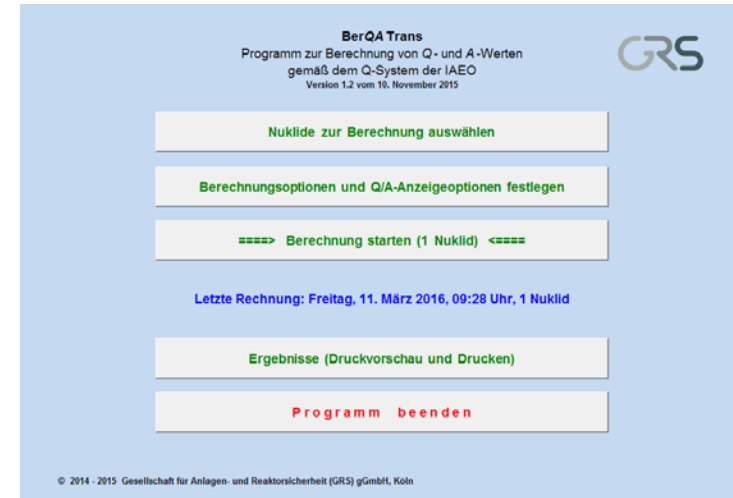 BerQA Trans
Programm zur Berechnung von Q- und A-Werten
gemäß dem Q-System der IAEO
Version 1.2 vom 10. November 2015
GRS
Nuklide zur Berechnung auswählen
Berechnungsoptionen und Q/A-Anzeigeoptionen festlegen
====> Berechnung starten (1 Nuklid) <====
Letzte Rechnung: Freitag, 11. März 2016, 09:28 Uhr, 1 Nuklid
Ergebnisse (Druckvorschau und Drucken)
Programm beenden
© 2014 - 2015 Gesellschaft für Anlagen- und Reaktorsicherheit (GRS) gGmbH, Köln